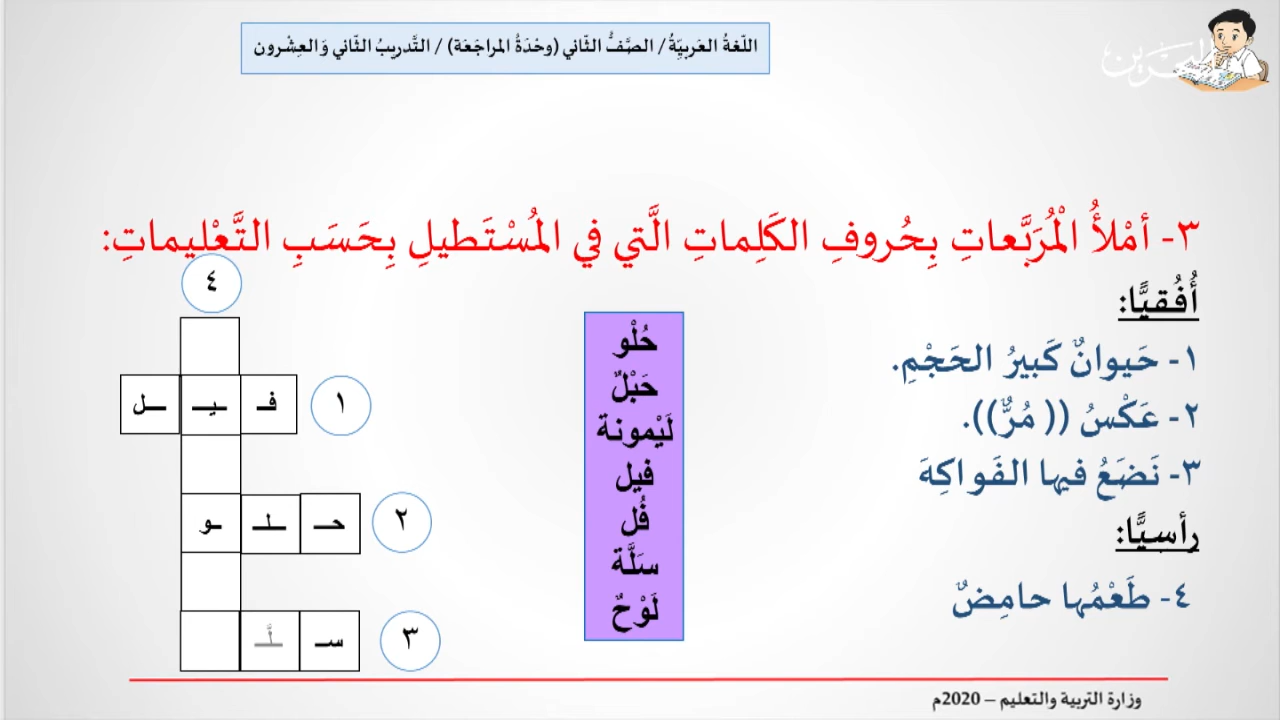 اللّغةُ العَربيّةُ / الصَّفُّ الثّاني (وحْدَةُ المراجَعَة) / التَّدريبُ الثّاني وَالعِشْرون
البحرين
٣- أمْلأُ الْمُرَبَّعاتِ بِحُروفِ الكَلِماتِ الَّتي في المُسْتَطيلِ بِحَسَبِ التَّعْليماتِ:
أُفُقيًّا:
١- حَيوانٌ كَبيرُ الحَجْمِ.
٢- عَكْسُ (( مُرٌّ)).
٣- نَضَعُ فيها الفَواكِهَ
رأسيًّا:
٤- طَعْمُها حامِضٌ
حُلْو
حَبْلٌ
لَيْمونة
فيل
فُل
سَلَّة
لَوْحٌ
٤
١ فـ ـيـ ـل
٢ حـ ـلـ ـو
٣ سـ ـلَّـ
وزارة التربية والتعليم – 2020م